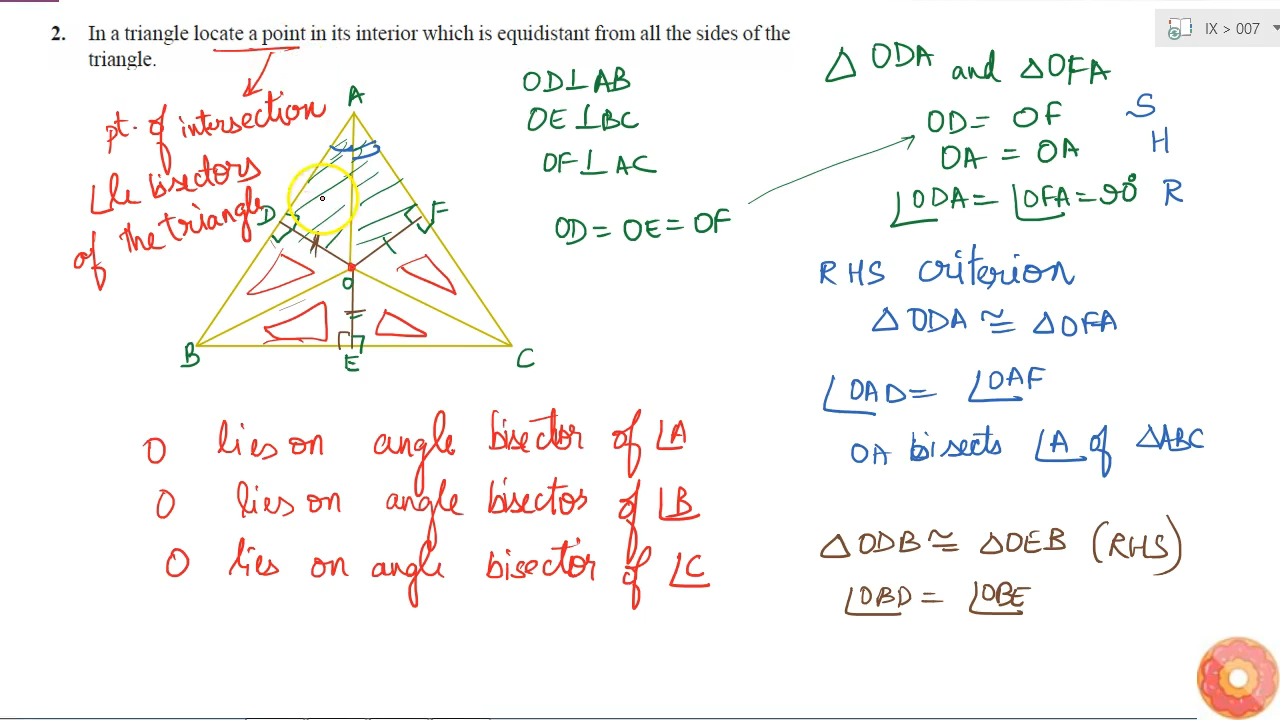 2. In a triangle locate a point in its interior which is equidistant from all the sides of the
triangle.
IX > 007
pt. of intersection
∠le bisectors
of the triangle
A
D
F
O
B
E
C
OD⊥AB
OE⊥BC
OF⊥AC
OD = OE = OF
△ ODA and △OFA
OD = OF S
OA = OA H
∠ODA = ∠OFA = 90° R
RHS criterion
△ ODA ≅ △OFA
∠OAD = ∠OAF
OA bisects ∠A of △ABC
△ODB ≅ △OEB (RHS)
∠OBD = ∠OBE
O lies on angle bisector of ∠A
O lies on angle bisector of ∠B
O lies on angle bisector of ∠C